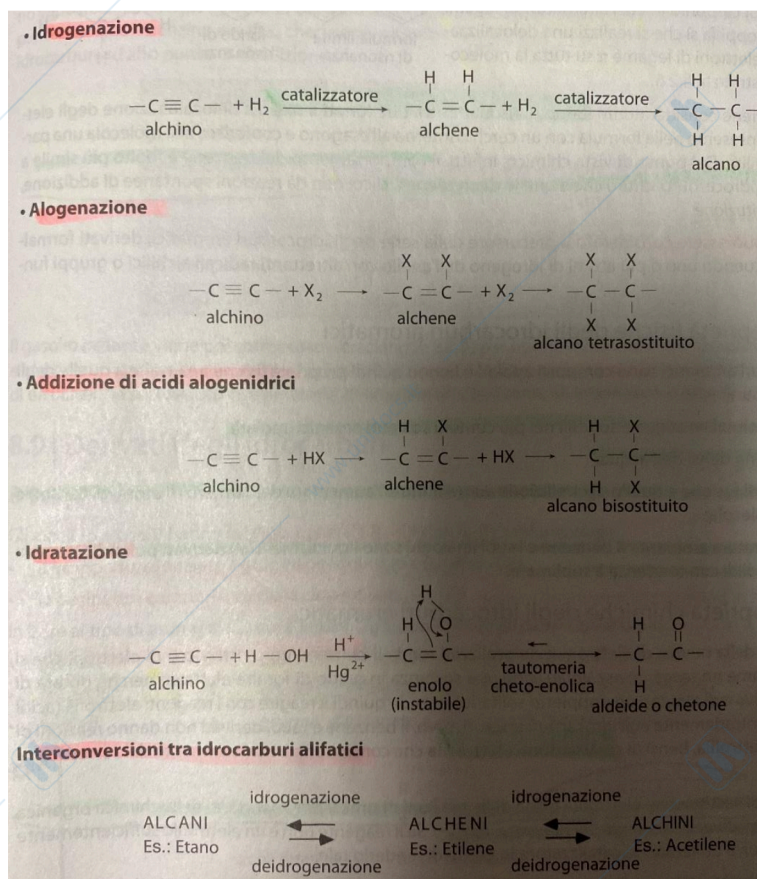 • Idrogenazione
H H H H
— C ≡ C — + H₂ catalizzatore — C = C — + H₂ catalizzatore — C — C —
H H
alchino alchene alcano
• Alogenazione
X X X X
— C ≡ C — + X₂ → — C = C — + X₂ → — C — C —
X X
alchino alchene alcano tetrasostituito
• Addizione di acidi alogenidrici
H X H X
— C ≡ C — + HX → — C = C — + HX → — C — C —
H X
alchino alchene alcano bisostituito
• Idratazione
H
H O H O
— C ≡ C — + H — OH H⁺ Hg²⁺ — C = C — tautomeria — C — C —
cheto-enolica H
alchino enolo aldeide o chetone
(instabile)
Interconversioni tra idrocarburi alifatici
idrogenazione idrogenazione
ALCANI ALCHENI ALCHINI
Es.: Etano Es.: Etilene Es.: Acetilene
deidrogenazione deidrogenazione